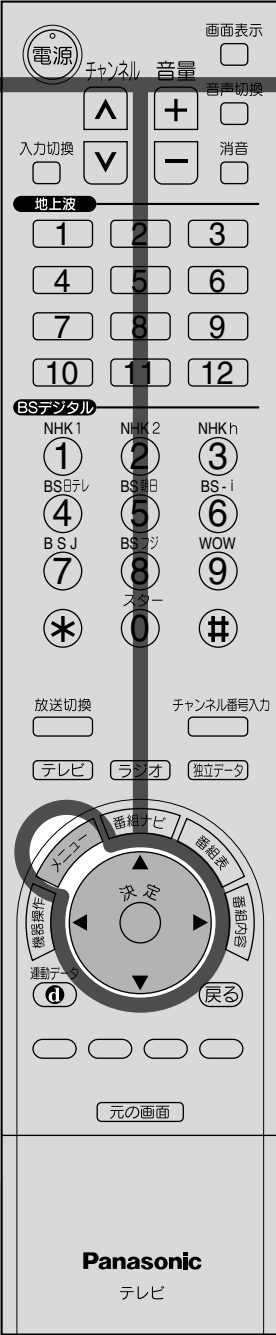 画面表示
電源
チャンネル 音量
音声切換
入力切換
消音
地上波
1 2 3
4 5 6
7 8 9
10 11 12
BSデジタル
NHK1 NHK2 NHKh
1 2 3
BS日テレ BS朝日 BS-i
4 5 6
BSJ BSフジ WOW
7 8 9
スター
* 0 #
放送切換 チャンネル番号入力
テレビ ラジオ 独立データ
番組ナビ
メニュー 番組表
決定
機器操作 番組内容
連動データ
d 戻る
元の画面
Panasonic
テレビ